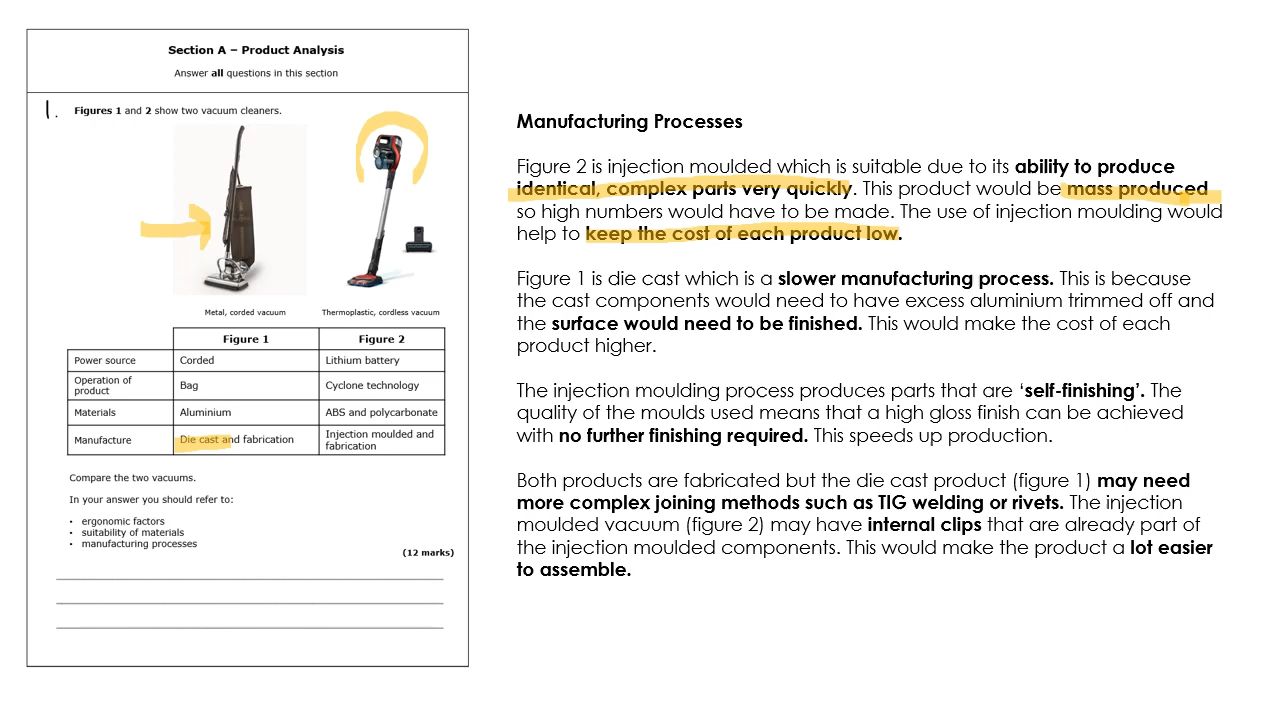 Section A – Product Analysis
Answer all questions in this section
1.
Figures 1 and 2 show two vacuum cleaners.
Metal, corded vacuum
Thermoplastic, cordless vacuum
Figure 1 Figure 2
Power source Corded Lithium battery
Operation of product Bag Cyclone technology
Materials Aluminium ABS and polycarbonate
Manufacture Die cast and fabrication Injection moulded and fabrication
Compare the two vacuums.
In your answer you should refer to:
• ergonomic factors
• suitability of materials
• manufacturing processes
(12 marks)
Manufacturing Processes
Figure 2 is injection moulded which is suitable due to its ability to produce
identical, complex parts very quickly. This product would be mass produced
so high numbers would have to be made. The use of injection moulding would
help to keep the cost of each product low.
Figure 1 is die cast which is a slower manufacturing process. This is because
the cast components would need to have excess aluminium trimmed off and
the surface would need to be finished. This would make the cost of each
product higher.
The injection moulding process produces parts that are ‘self-finishing’. The
quality of the moulds used means that a high gloss finish can be achieved
with no further finishing required. This speeds up production.
Both products are fabricated but the die cast product (figure 1) may need
more complex joining methods such as TIG welding or rivets. The injection
moulded vacuum (figure 2) may have internal clips that are already part of
the injection moulded components. This would make the product a lot easier
to assemble.